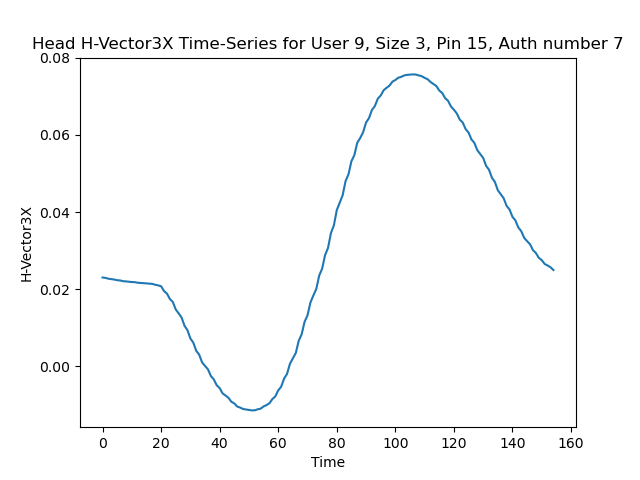 Head H-Vector3X Time-Series for User 9, Size 3, Pin 15, Auth number 7
0.08
0.06
0.04
0.02
0.00
H-Vector3X
0 20 40 60 80 100 120 140 160
Time